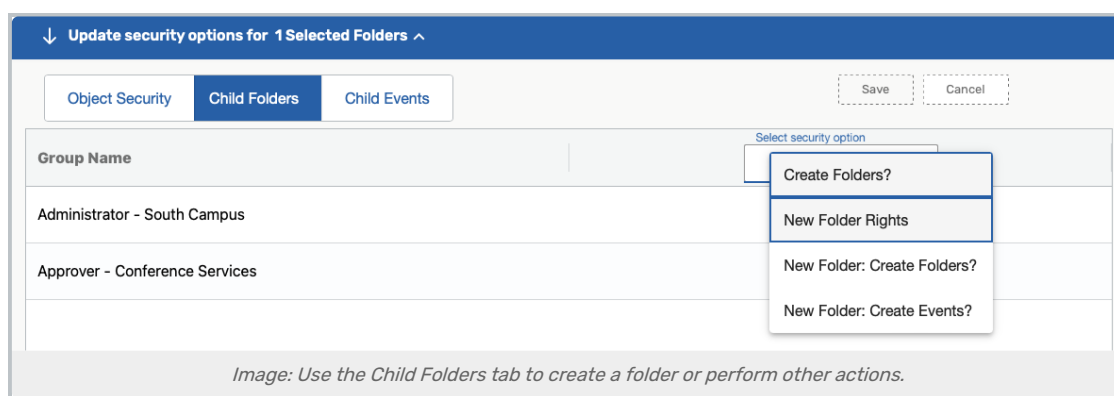 Update security options for 1 Selected Folders
Object Security
Child Folders
Child Events
Save
Cancel
Select security option
Group Name
Create Folders?
Administrator - South Campus
New Folder Rights
Approver - Conference Services
New Folder: Create Folders?
New Folder: Create Events?
Image: Use the Child Folders tab to create a folder or perform other actions.